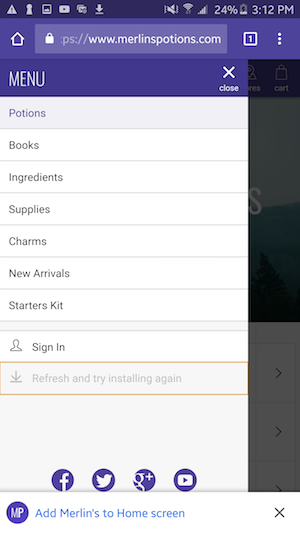 24% 3:12 PM
ps://www.merlinspotions.com 1
MENU
close
res
cart
Potions
Books
Ingredients
S
Supplies
Charms
New Arrivals
Starters Kit
Sign In
Refresh and try installing again
f g+
MP Add Merlin's to Home screen